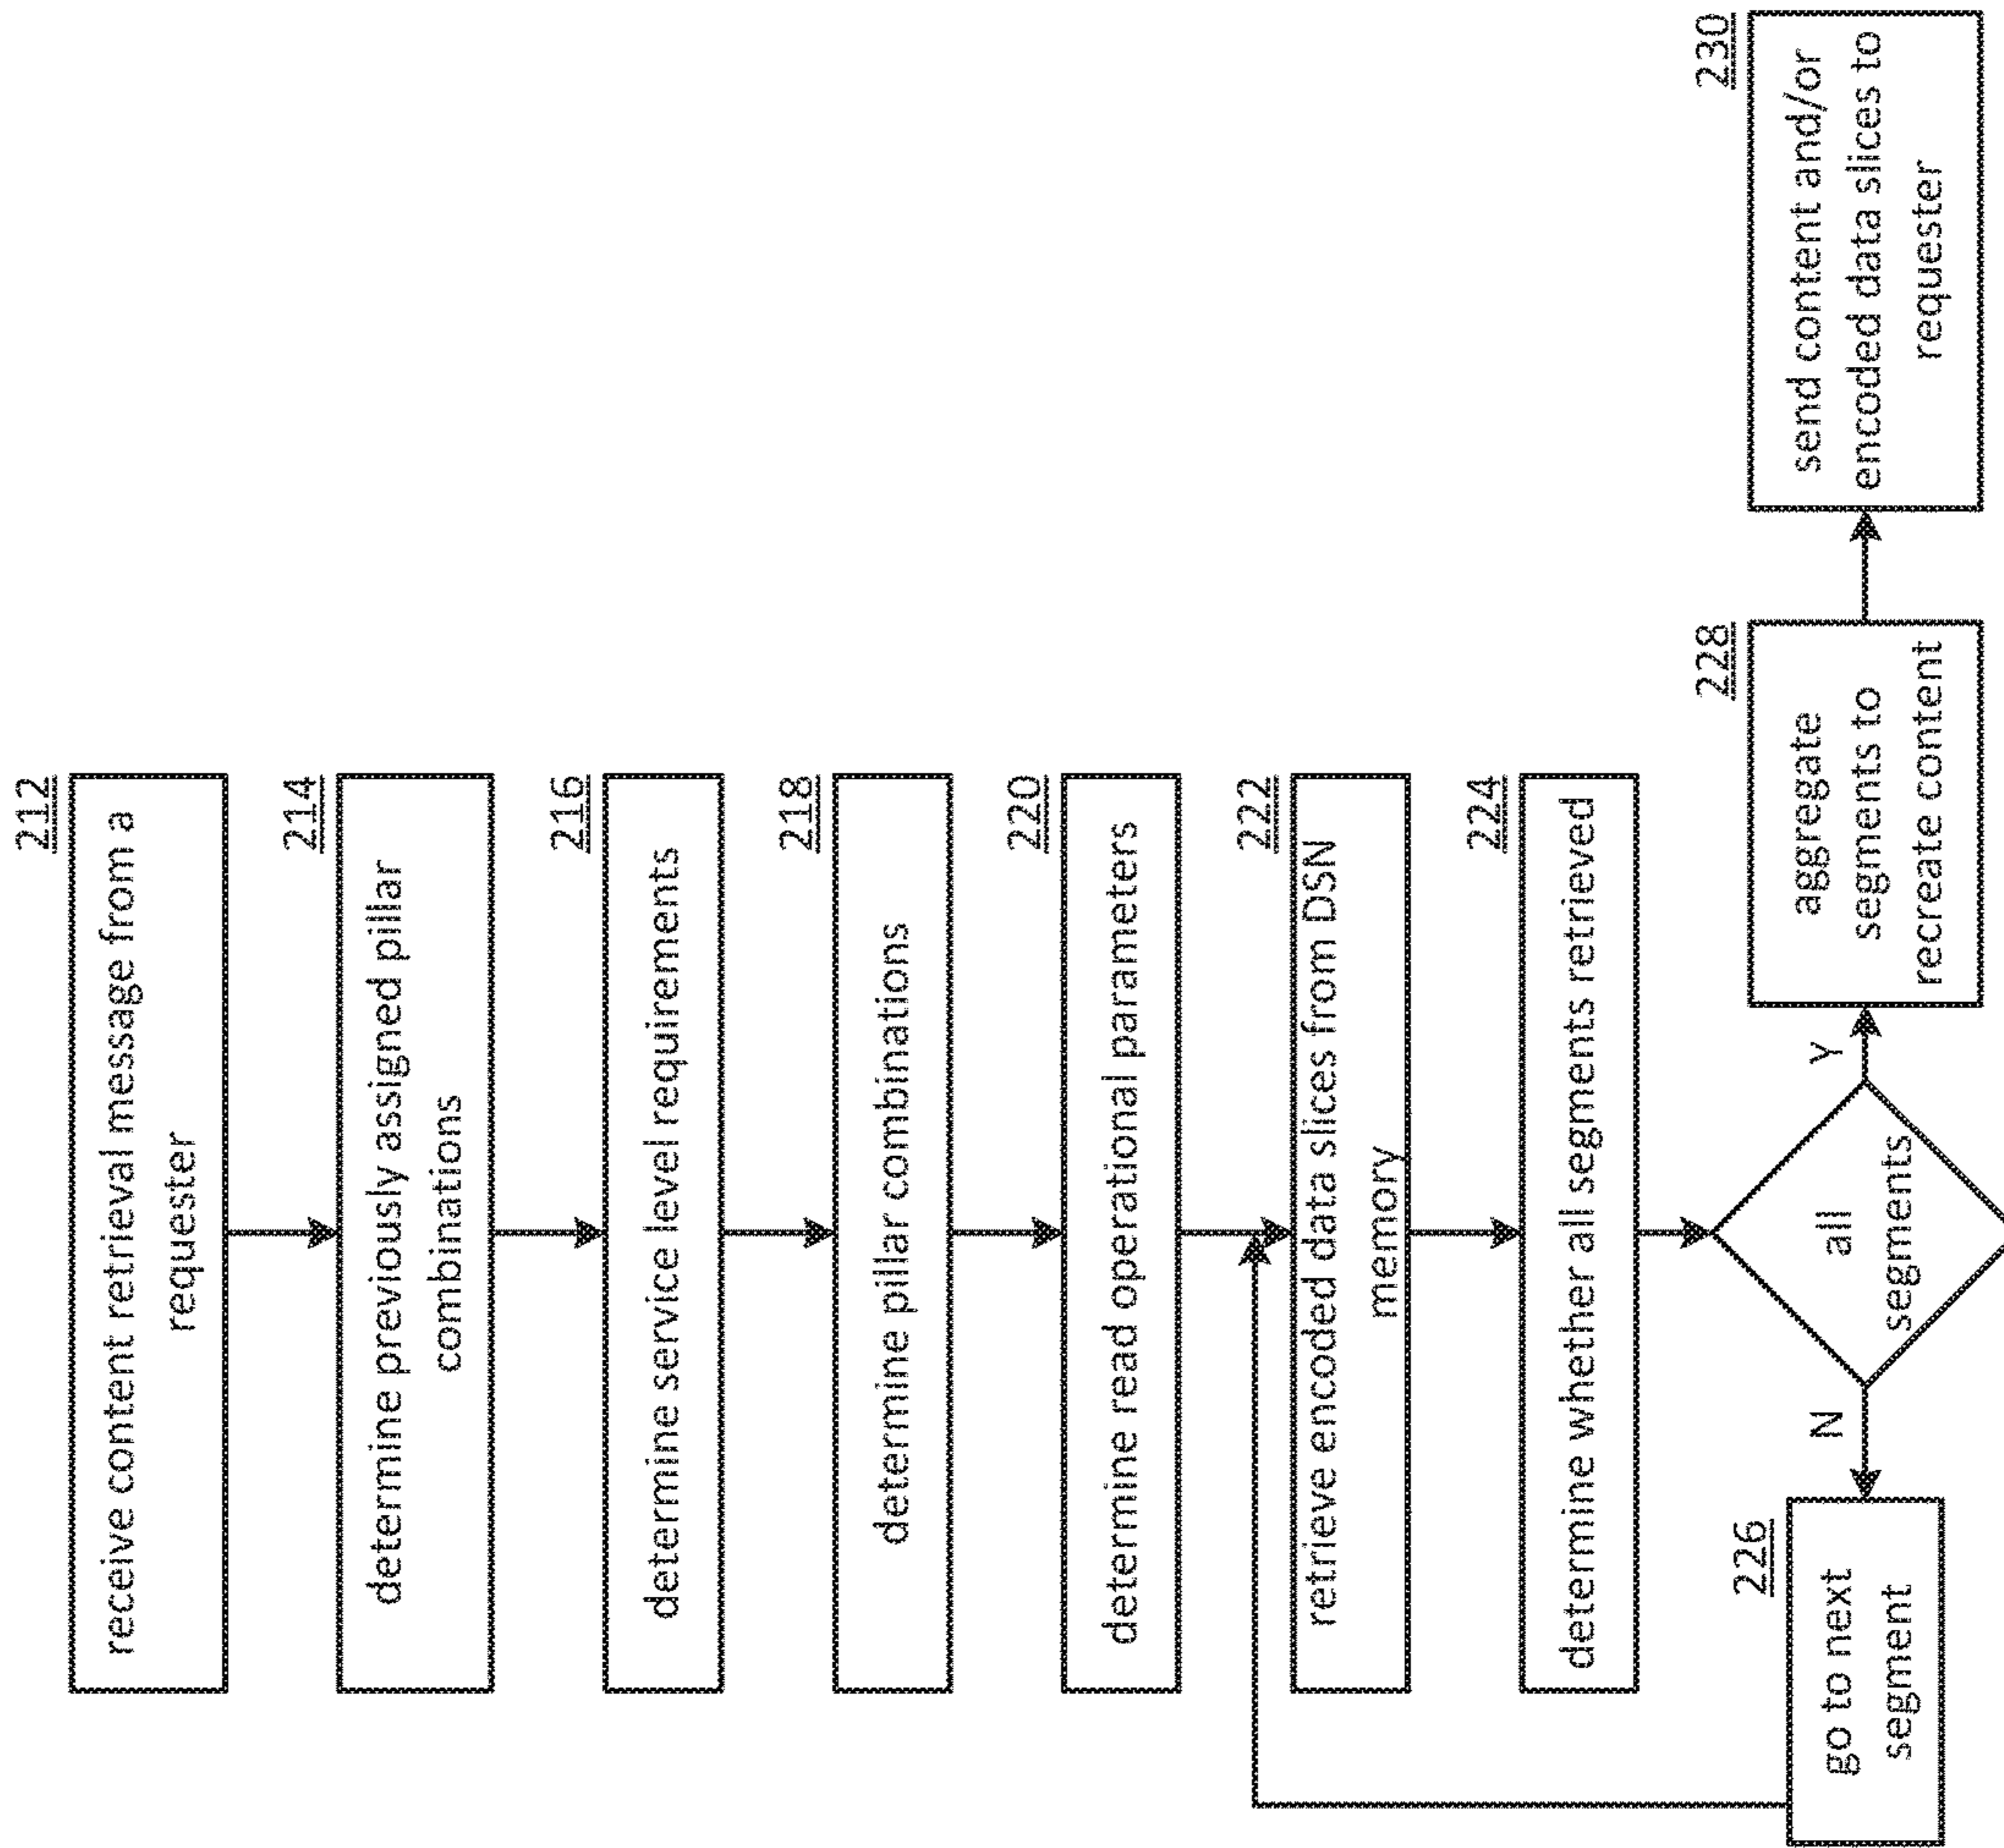 212
receive content retrieval message from a
requester
214
determine previously assigned pillar
combinations
216
determine service level requirements
218
determine pillar combinations
220
determine read operational parameters
222
retrieve encoded data slices from DSN
memory
224
determine whether all segments retrieved
all
segments
N
Y
226
go to next
segment
228
aggregate
segments to
recreate content
230
send content and/or
encoded data slices to
requester